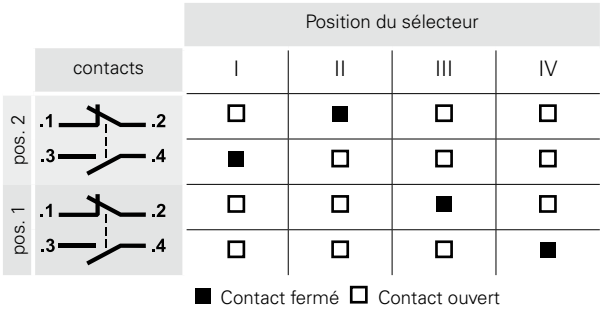 Position du sélecteur
contacts I II III IV
pos. 2
.1 .2
.3 .4
pos. 1
.1 .2
.3 .4
Contact fermé Contact ouvert